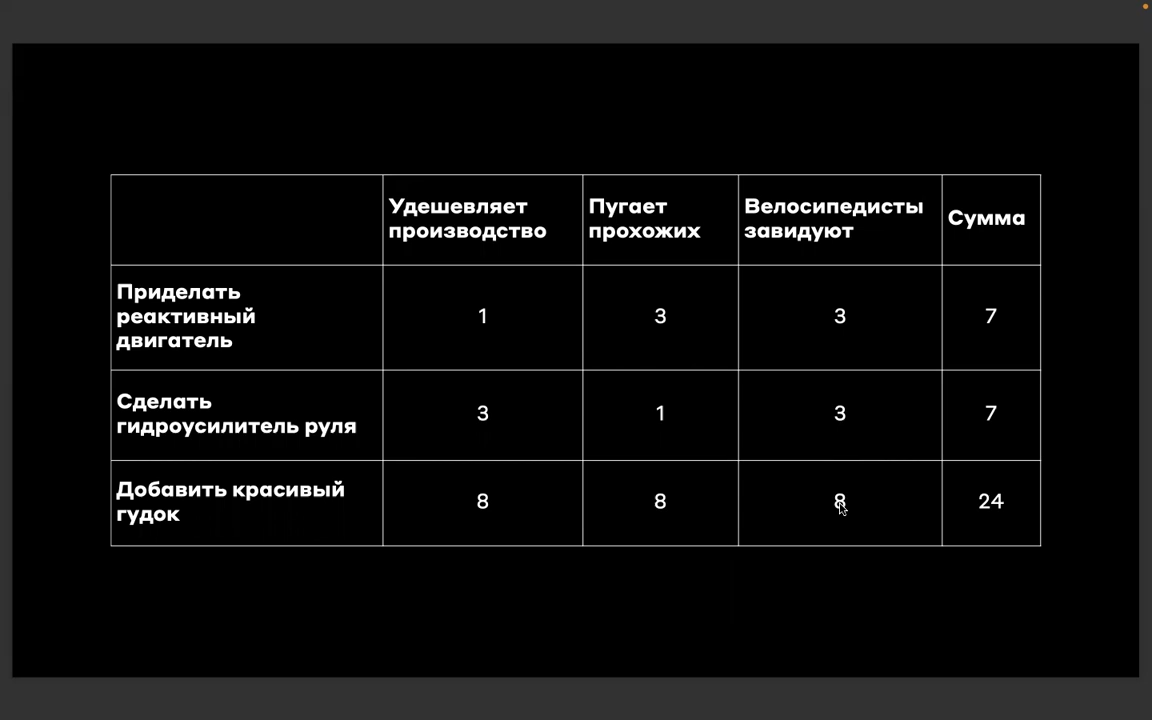 Удешевляет
производство
Пугает
прохожих
Велосипедисты
завидуют
Сумма
Приделать
реактивный
двигатель
1
3
3
7
Сделать
гидроусилитель руля
3
1
3
7
Добавить красивый
гудок
8
8
8
24